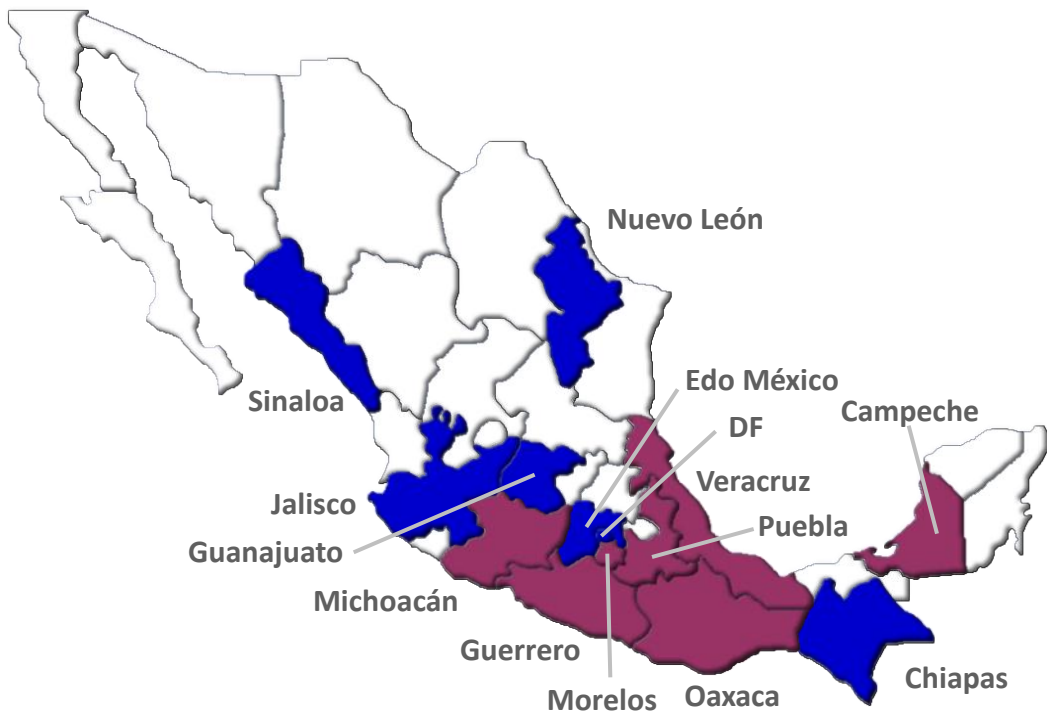 Nuevo León
Edo México
Sinaloa
Campeche
DF
Veracruz
Jalisco
Puebla
Guanajuato
Michoacán
Guerrero
Chiapas
Morelos
Oaxaca